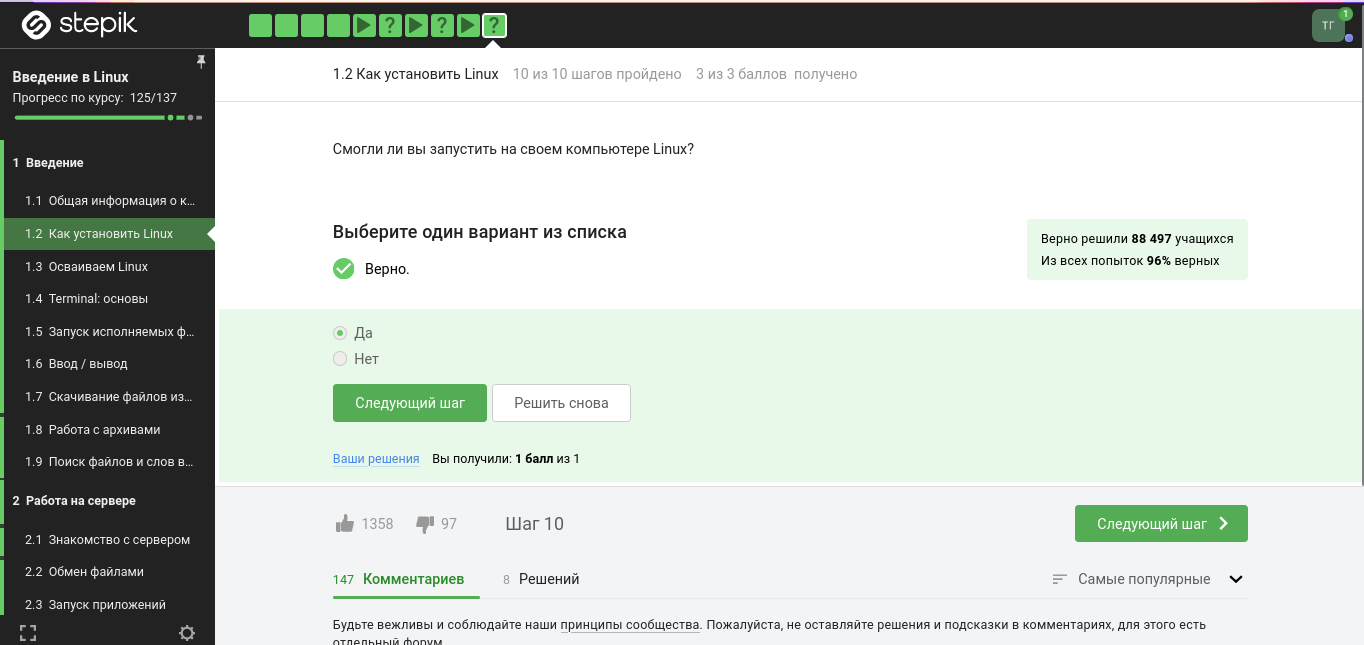 stepik
? ? ?
ТГ 1
Введение в Linux
Прогресс по курсу: 125/137
1 Введение
1.1 Общая информация о к...
1.2 Как установить Linux
1.3 Осваиваем Linux
1.4 Terminal: основы
1.5 Запуск исполняемых ф...
1.6 Ввод / вывод
1.7 Скачивание файлов из...
1.8 Работа с архивами
1.9 Поиск файлов и слов в...
2 Работа на сервере
2.1 Знакомство с сервером
2.2 Обмен файлами
2.3 Запуск приложений
1.2 Как установить Linux 10 из 10 шагов пройдено 3 из 3 баллов получено
Смогли ли вы запустить на своем компьютере Linux?
Выберите один вариант из списка
Верно.
Верно решили 88 497 учащихся
Из всех попыток 96% верных
Да
Нет
Следующий шаг Решить снова
Ваши решения Вы получили: 1 балл из 1
1358 97 Шаг 10 Следующий шаг
147 Комментариев 8 Решений Самые популярные
Будьте вежливы и соблюдайте наши принципы сообщества. Пожалуйста, не оставляйте решения и подсказки в комментариях, для этого есть
отдельный форум.